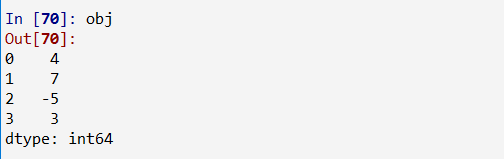 In [70]: obj
Out[70]:
0    4
1    7
2   -5
3    3
dtype: int64